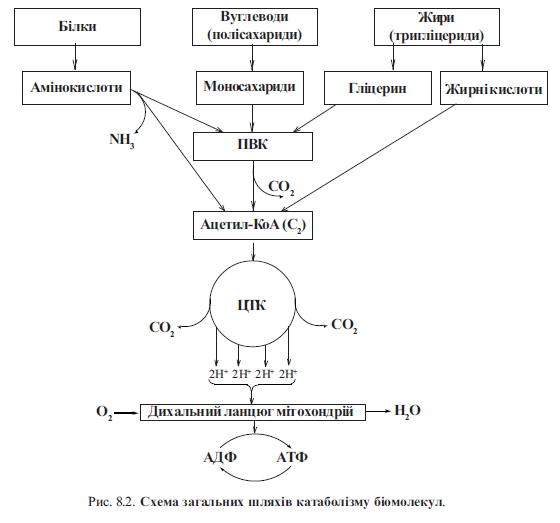 Білки
Вуглеводи
(полісахариди)
Жири
(тригліцериди)
Амінокислоти
Моносахариди
Гліцерин
Жирні кислоти
NH₃
ПВК
CO₂
Ацетил-КоА (C₂)
ЦТК
CO₂
CO₂
2H⁺ 2H⁺ 2H⁺ 2H⁺
O₂
Дихальний ланцюг мітохондрій
H₂O
АДФ
АТФ
Рис. 8.2. Схема загальних шляхів катаболізму біомолекул.